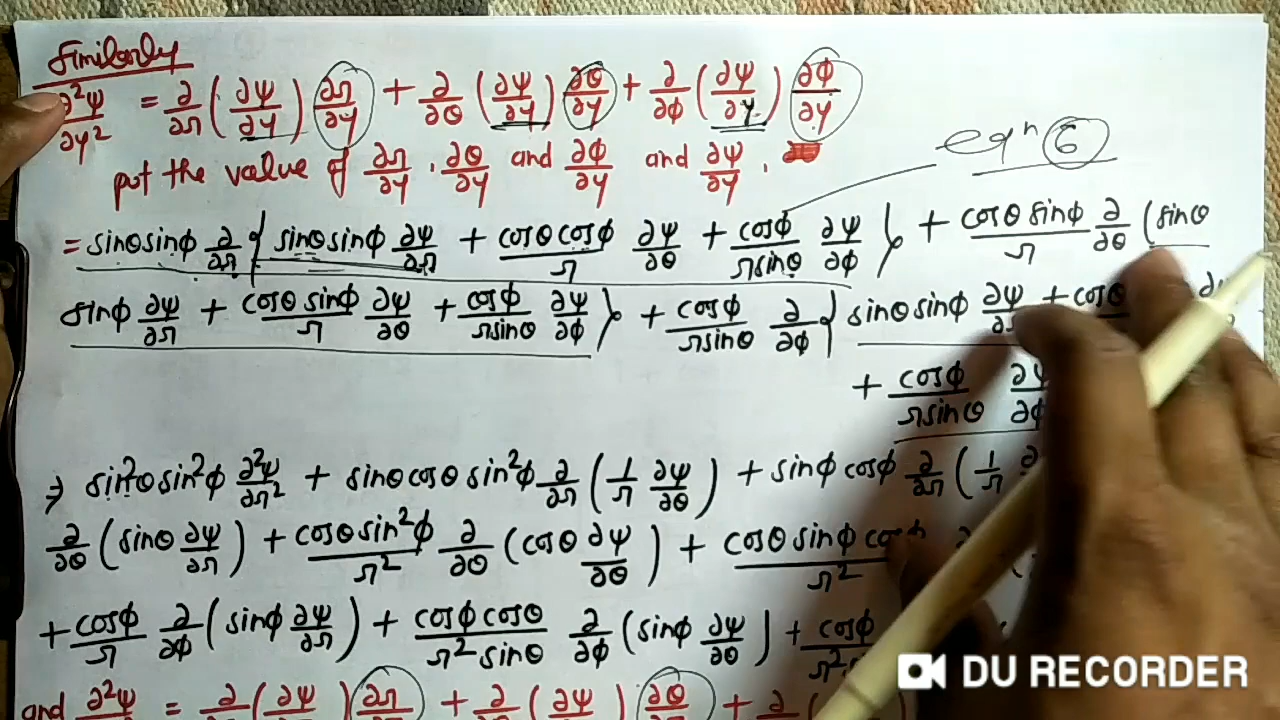 Similarly
∂²ψ/∂y² = ∂/∂r (∂ψ/∂y) ∂r/∂y + ∂/∂θ (∂ψ/∂y) ∂θ/∂y + ∂/∂φ (∂ψ/∂y) ∂φ/∂y
put the value of ∂r/∂y , ∂θ/∂y and ∂φ/∂y and ∂ψ/∂y .
eqⁿ 6
= sinθ sinφ ∂/∂r { sinθ sinφ ∂ψ/∂r + cosθ cosφ/r ∂ψ/∂θ + cosφ/r sinθ ∂ψ/∂φ } + cosθ sinφ/r ∂/∂θ ( sinθ
sinφ ∂ψ/∂r + cosθ sinφ/r ∂ψ/∂θ + cosφ/r sinθ ∂ψ/∂φ } + cosφ/r sinθ ∂/∂φ { sinθ sinφ ∂ψ/∂r + cosθ
+ cosφ/r sinθ ∂ψ/∂φ
⇒ sin²θ sin²φ ∂²ψ/∂r² + sinθ cosθ sin²φ ∂/∂r ( 1/r ∂ψ/∂θ ) + sinφ cosφ ∂/∂r ( 1/r
∂/∂θ ( sinθ ∂ψ/∂r ) + cosθ sin²φ/r² ∂/∂θ ( cosθ ∂ψ/∂θ ) + cosθ sinφ cosφ/r²
+ cosφ/r ∂/∂φ ( sinφ ∂ψ/∂r ) + cosφ cosθ/r² sinθ ∂/∂φ ( sinφ ∂ψ/∂θ ) + cosφ
and ∂²ψ = ∂ ( ∂ψ ) ∂r + ∂ ( ∂ψ ) ∂θ + ∂
DU RECORDER